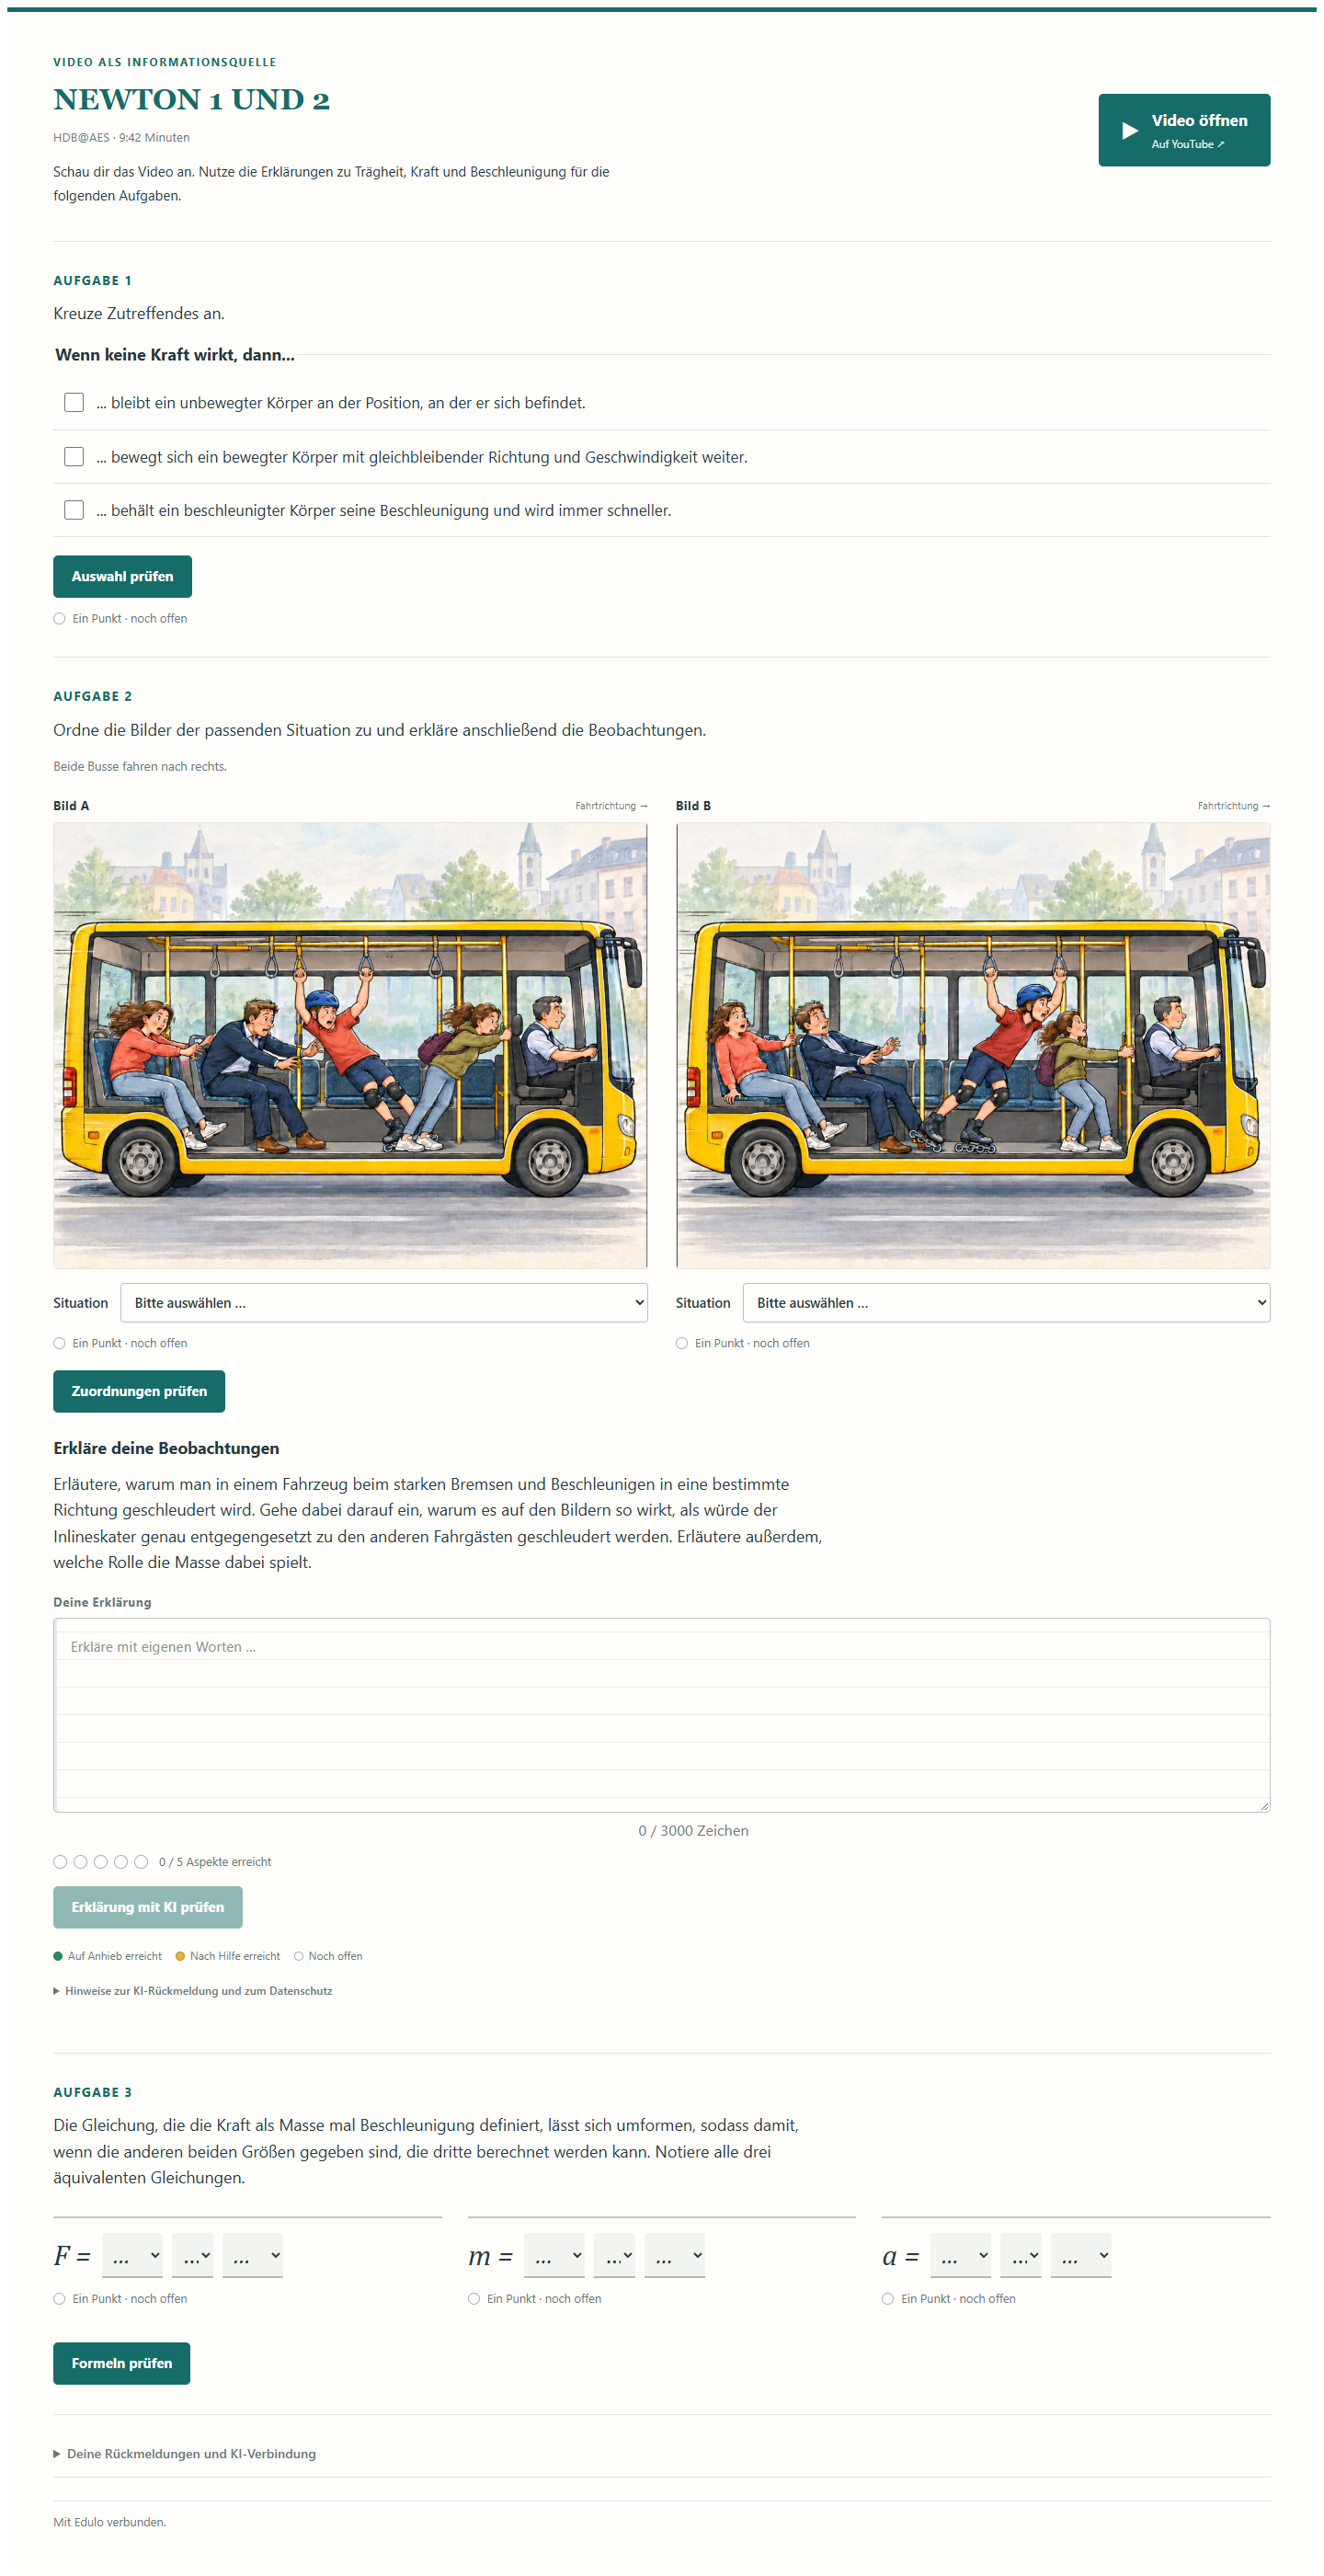 VIDEO ALS INFORMATIONSQUELLE
NEWTON 1 UND 2
HDB@AES · 9:42 Minuten
Schau dir das Video an. Nutze die Erklärungen zu Trägheit, Kraft und Beschleunigung für die
folgenden Aufgaben.
▶ Video öffnen
Auf YouTube ↗
AUFGABE 1
Kreuze Zutreffendes an.
Wenn keine Kraft wirkt, dann...
... bleibt ein unbewegter Körper an der Position, an der er sich befindet.
... bewegt sich ein bewegter Körper mit gleichbleibender Richtung und Geschwindigkeit weiter.
... behält ein beschleunigter Körper seine Beschleunigung und wird immer schneller.
Auswahl prüfen
Ein Punkt · noch offen
AUFGABE 2
Ordne die Bilder der passenden Situation zu und erkläre anschließend die Beobachtungen.
Beide Busse fahren nach rechts.
Bild A Fahrtrichtung →
Bild B Fahrtrichtung →
Situation Bitte auswählen ...
Situation Bitte auswählen ...
Ein Punkt · noch offen
Ein Punkt · noch offen
Zuordnungen prüfen
Erkläre deine Beobachtungen
Erläutere, warum man in einem Fahrzeug beim starken Bremsen und Beschleunigen in eine bestimmte
Richtung geschleudert wird. Gehe dabei darauf ein, warum es auf den Bildern so wirkt, als würde der
Inlineskater genau entgegengesetzt zu den anderen Fahrgästen geschleudert werden. Erläutere außerdem,
welche Rolle die Masse dabei spielt.
Deine Erklärung
Erkläre mit eigenen Worten ...
0 / 3000 Zeichen
0 / 5 Aspekte erreicht
Erklärung mit KI prüfen
Auf Anhieb erreicht Nach Hilfe erreicht Noch offen
▶ Hinweise zur KI-Rückmeldung und zum Datenschutz
AUFGABE 3
Die Gleichung, die die Kraft als Masse mal Beschleunigung definiert, lässt sich umformen, sodass damit,
wenn die anderen beiden Größen gegeben sind, die dritte berechnet werden kann. Notiere alle drei
äquivalenten Gleichungen.
F = ... ... ...
m = ... ... ...
a = ... ... ...
Ein Punkt · noch offen
Ein Punkt · noch offen
Ein Punkt · noch offen
Formeln prüfen
▶ Deine Rückmeldungen und KI-Verbindung
Mit Edulo verbunden.